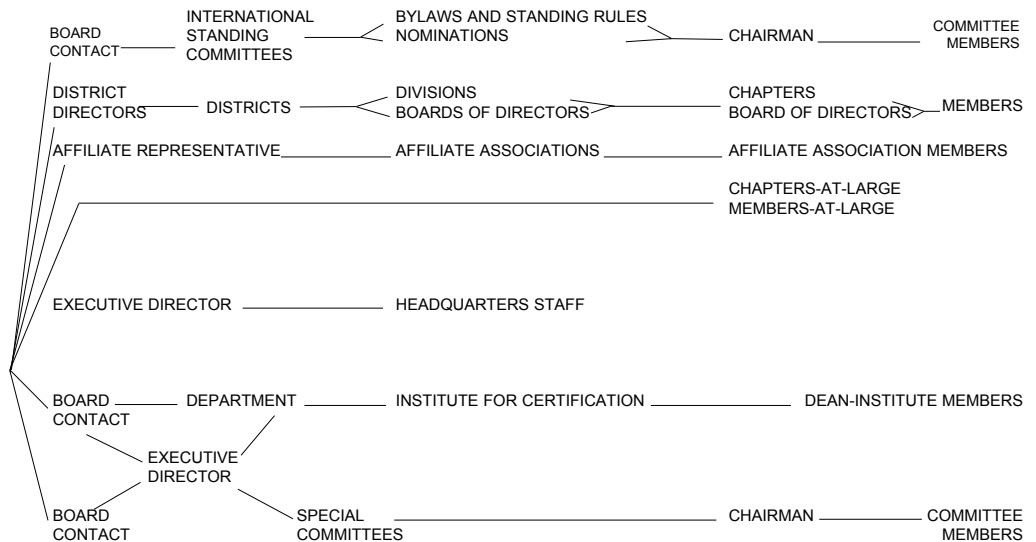 BOARD
CONTACT
INTERNATIONAL
STANDING
COMMITTEES
BYLAWS AND STANDING RULES
NOMINATIONS
CHAIRMAN
COMMITTEE
MEMBERS
DISTRICT
DIRECTORS
DISTRICTS
DIVISIONS
BOARDS OF DIRECTORS
CHAPTERS
BOARD OF DIRECTORS
MEMBERS
AFFILIATE REPRESENTATIVE
AFFILIATE ASSOCIATIONS
AFFILIATE ASSOCIATION MEMBERS
CHAPTERS-AT-LARGE
MEMBERS-AT-LARGE
EXECUTIVE DIRECTOR
HEADQUARTERS STAFF
BOARD
CONTACT
DEPARTMENT
INSTITUTE FOR CERTIFICATION
DEAN-INSTITUTE MEMBERS
EXECUTIVE
DIRECTOR
BOARD
CONTACT
SPECIAL
COMMITTEES
CHAIRMAN
COMMITTEE
MEMBERS